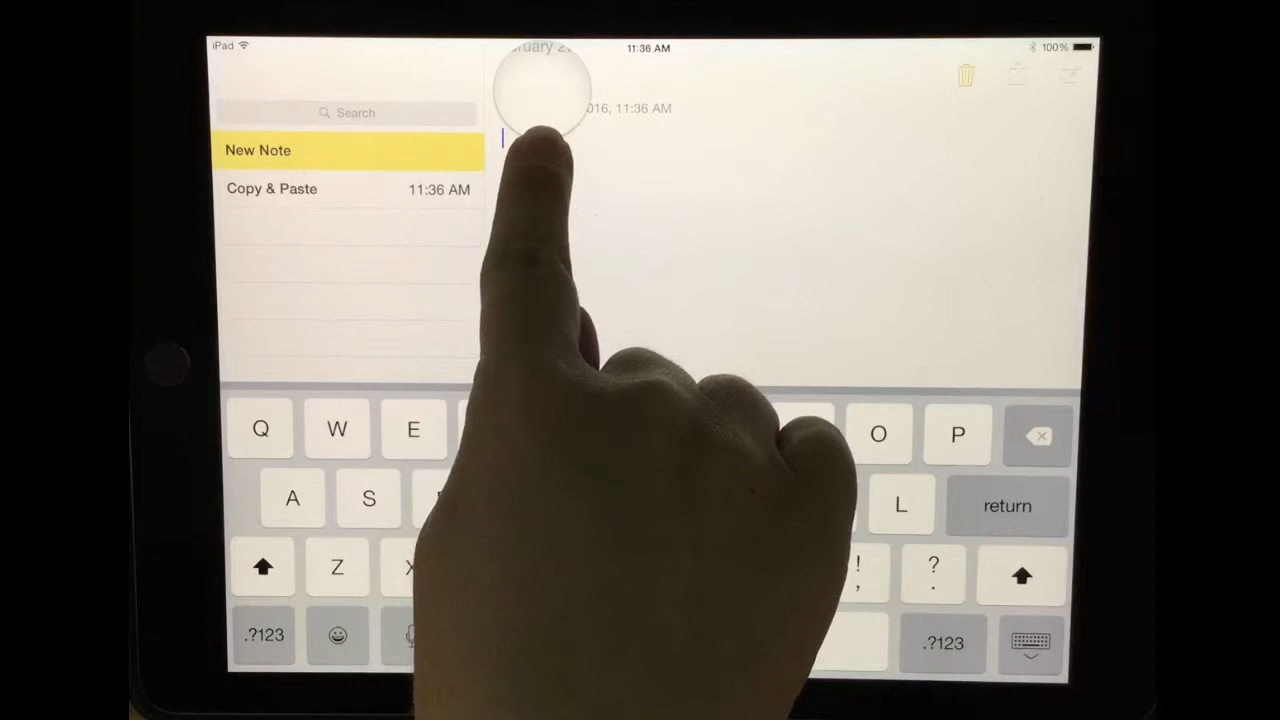 iPad 11:36 AM 100%
Search
016, 11:36 AM
New Note
Copy & Paste 11:36 AM
Q W E O P
A S L return
Z X ! , ? .
.?123 .?123